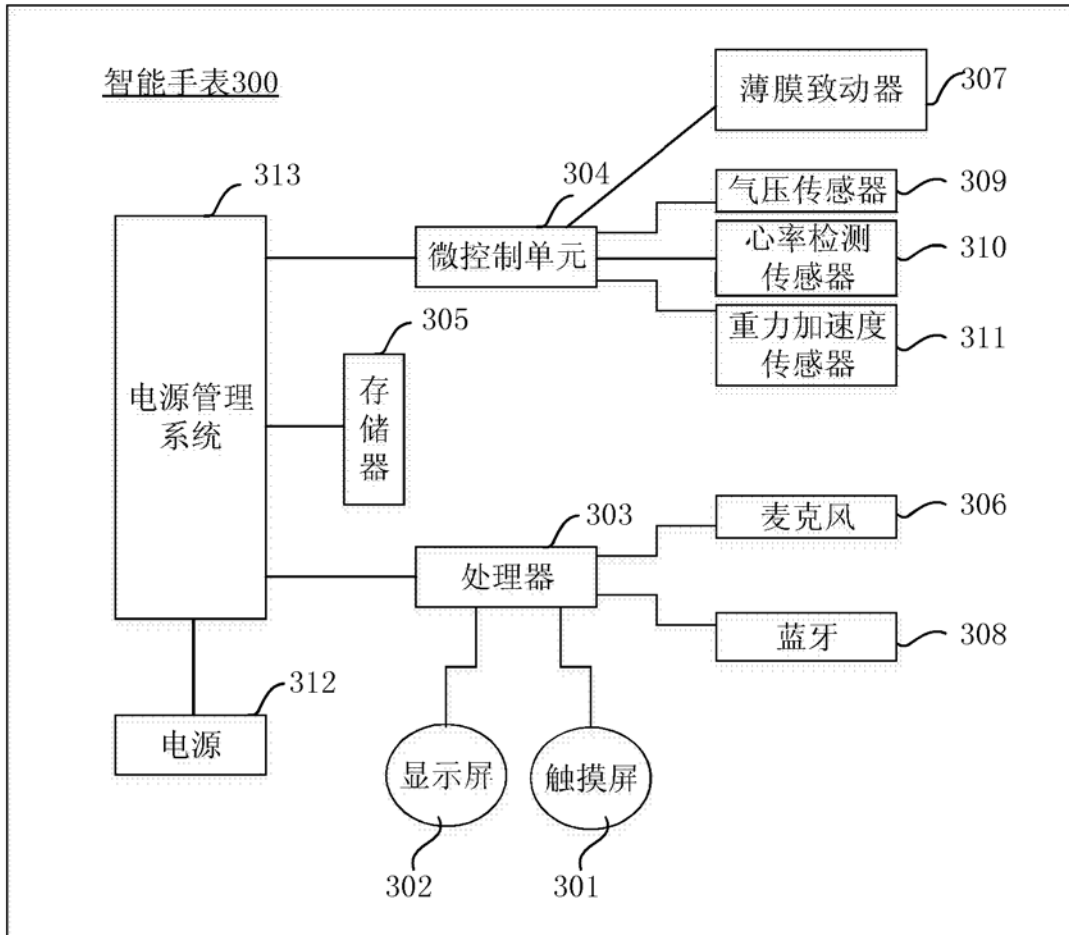 智能手表300
薄膜致动器
307
313
304
气压传感器
309
微控制单元
心率检测
传感器
310
305
重力加速度
传感器
311
电源管理
系统
存
储
器
303
麦克风
306
处理器
蓝牙
308
312
电源
显示屏
触摸屏
302
301